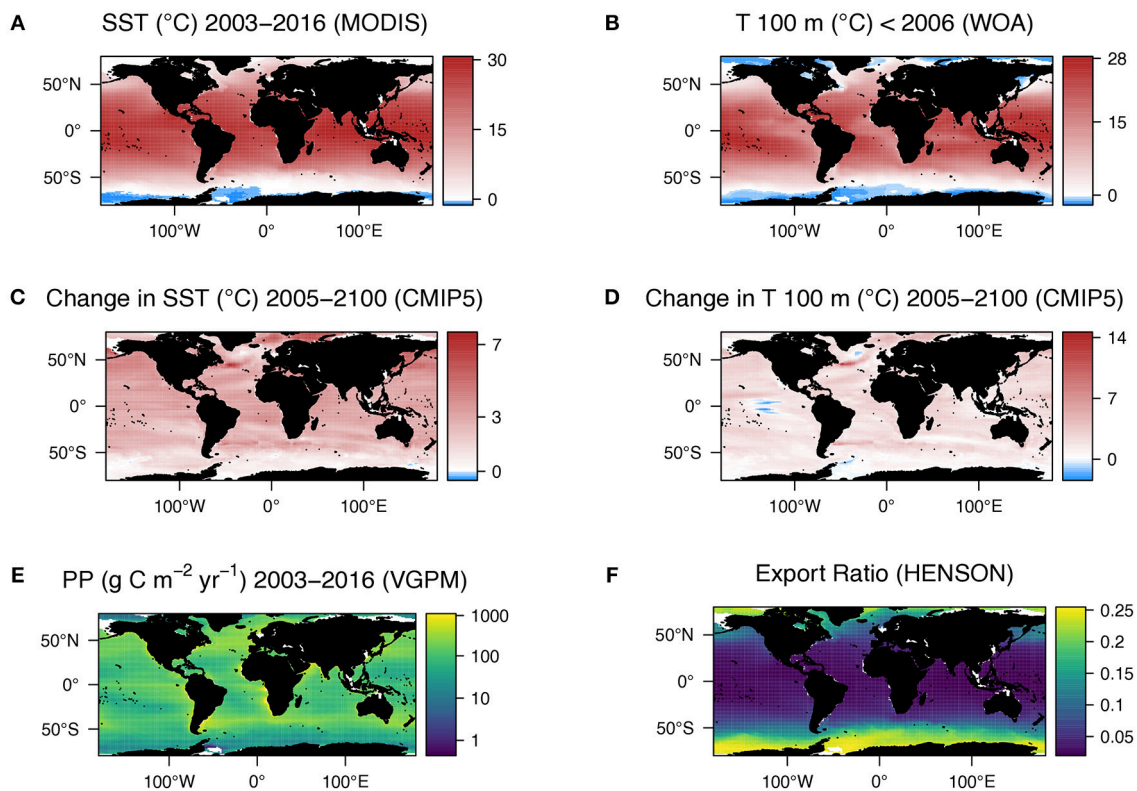 A SST (°C) 2003−2016 (MODIS)
50°N
0°
50°S
100°W 0° 100°E
30
15
0
B T 100 m (°C) < 2006 (WOA)
50°N
0°
50°S
100°W 0° 100°E
28
15
0
C Change in SST (°C) 2005−2100 (CMIP5)
50°N
0°
50°S
100°W 0° 100°E
7
3
0
D Change in T 100 m (°C) 2005−2100 (CMIP5)
50°N
0°
50°S
100°W 0° 100°E
14
7
0
E PP (g C m⁻² yr⁻¹) 2003−2016 (VGPM)
50°N
0°
50°S
100°W 0° 100°E
1000
100
10
1
F Export Ratio (HENSON)
50°N
0°
50°S
100°W 0° 100°E
0.25
0.20
0.15
0.10
0.05